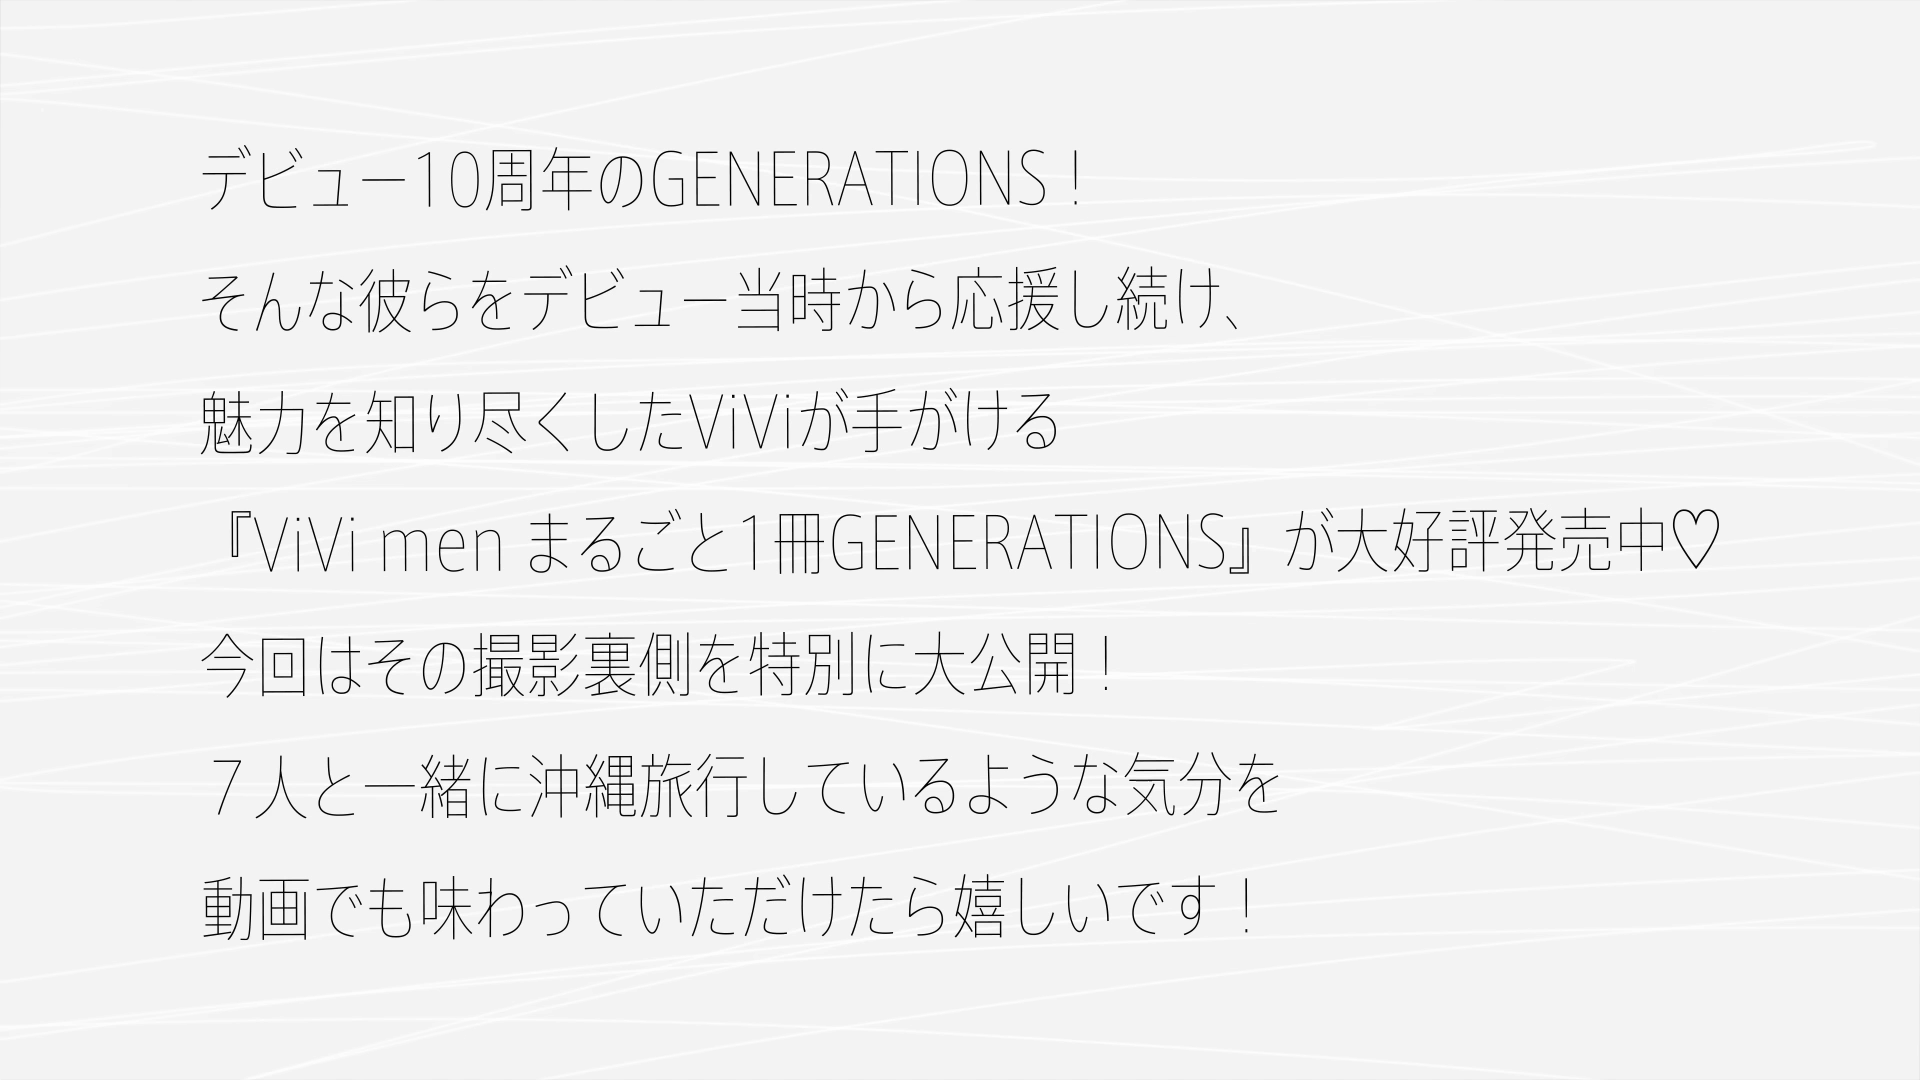 デビュー10周年のGENERATIONS！
そんな彼らをデビュー当時から応援し続け、
魅力を知り尽くしたViViが手がける
『ViVi men まるごと1冊GENERATIONS』が大好評発売中♡
今回はその撮影裏側を特別に大公開！
７人と一緒に沖縄旅行しているような気分を
動画でも味わっていただけたら嬉しいです！